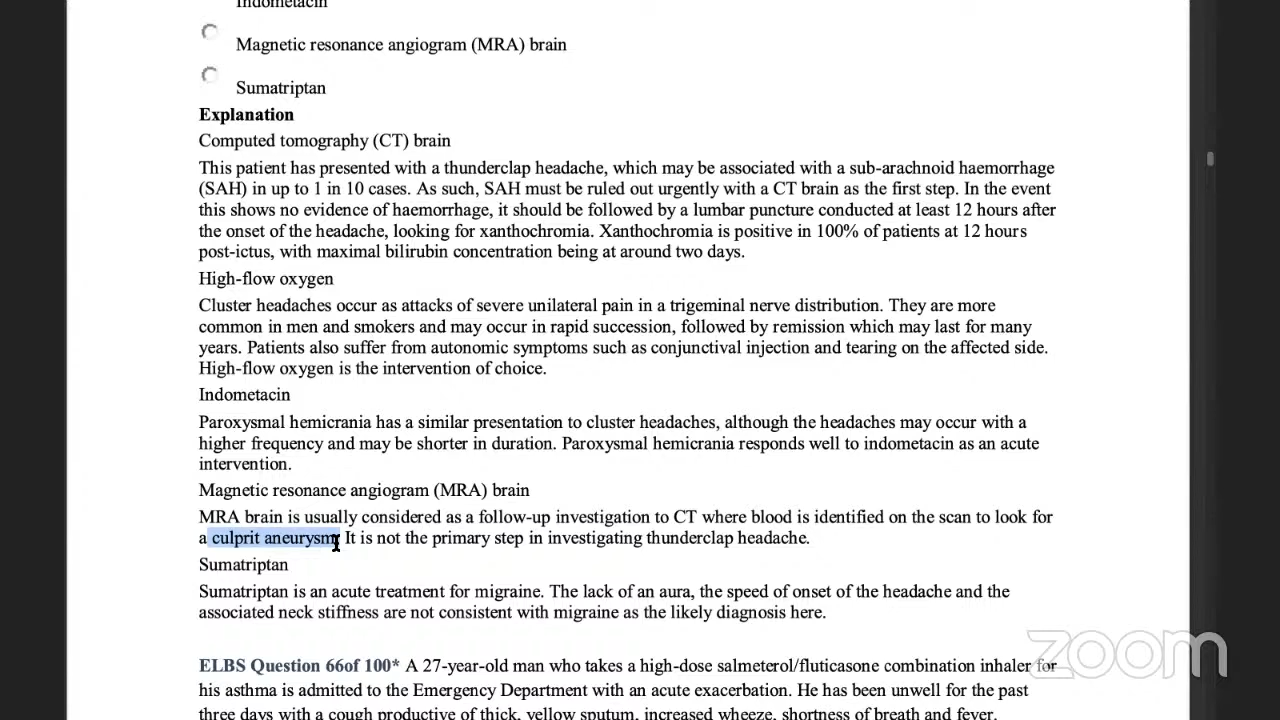 Indometacin
Magnetic resonance angiogram (MRA) brain
Sumatriptan
Explanation
Computed tomography (CT) brain
This patient has presented with a thunderclap headache, which may be associated with a sub-arachnoid haemorrhage
(SAH) in up to 1 in 10 cases. As such, SAH must be ruled out urgently with a CT brain as the first step. In the event
this shows no evidence of haemorrhage, it should be followed by a lumbar puncture conducted at least 12 hours after
the onset of the headache, looking for xanthochromia. Xanthochromia is positive in 100% of patients at 12 hours
post-ictus, with maximal bilirubin concentration being at around two days.
High-flow oxygen
Cluster headaches occur as attacks of severe unilateral pain in a trigeminal nerve distribution. They are more
common in men and smokers and may occur in rapid succession, followed by remission which may last for many
years. Patients also suffer from autonomic symptoms such as conjunctival injection and tearing on the affected side.
High-flow oxygen is the intervention of choice.
Indometacin
Paroxysmal hemicrania has a similar presentation to cluster headaches, although the headaches may occur with a
higher frequency and may be shorter in duration. Paroxysmal hemicrania responds well to indometacin as an acute
intervention.
Magnetic resonance angiogram (MRA) brain
MRA brain is usually considered as a follow-up investigation to CT where blood is identified on the scan to look for
a culprit aneurysm. It is not the primary step in investigating thunderclap headache.
Sumatriptan
Sumatriptan is an acute treatment for migraine. The lack of an aura, the speed of onset of the headache and the
associated neck stiffness are not consistent with migraine as the likely diagnosis here.
ELBS Question 66of 100* A 27-year-old man who takes a high-dose salmeterol/fluticasone combination inhaler for
his asthma is admitted to the Emergency Department with an acute exacerbation. He has been unwell for the past
three days with a cough productive of thick, yellow sputum, increased wheeze, shortness of breath and fever.
zoom